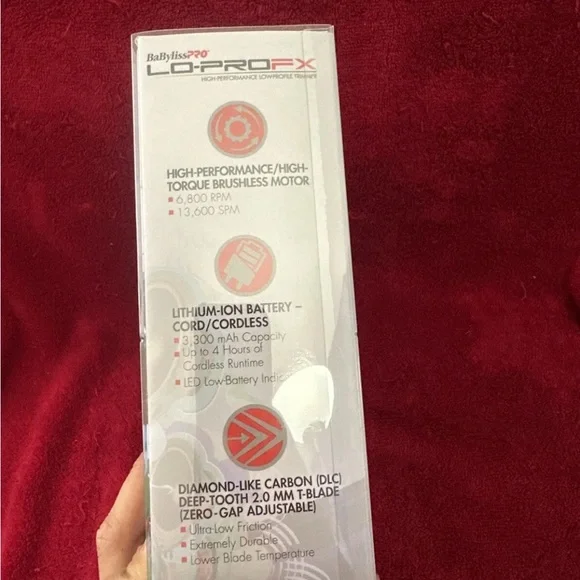 BaBylissPRO®
LO-PROFX
HIGH-PERFORMANCE LOW-PROFILE TRIMMER
HIGH-PERFORMANCE/HIGH-
TORQUE BRUSHLESS MOTOR
▪ 6,800 RPM
▪ 13,600 SPM
LITHIUM-ION BATTERY –
CORD/CORDLESS
▪ 3,300 mAh Capacity
▪ Up to 4 Hours of
Cordless Runtime
▪ LED Low-Battery
DIAMOND-LIKE CARBON (DLC)
DEEP-TOOTH 2.0 MM T-BLADE
(ZERO-GAP ADJUSTABLE)
▪ Ultra-Low Friction
▪ Extremely Durable
▪ Lower Blade Temperature